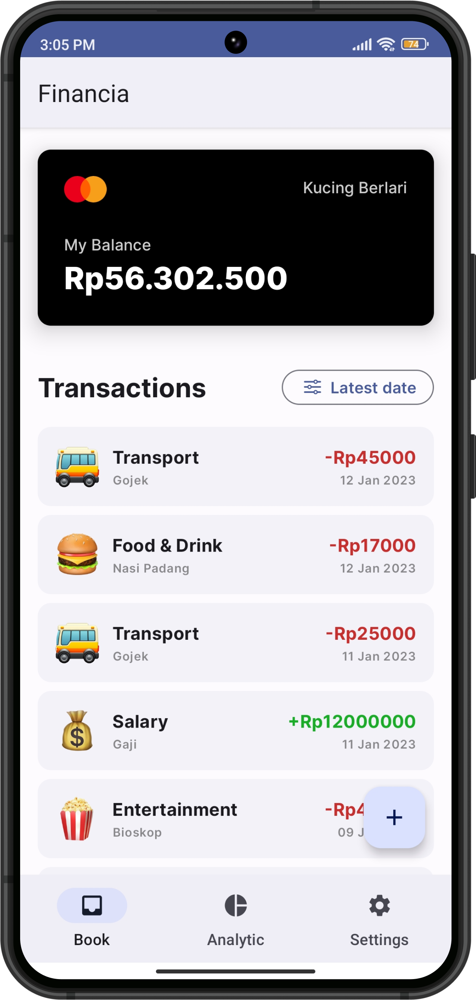 3:05 PM
74
Financia
Kucing Berlari
My Balance
Rp56.302.500
Transactions
Latest date
Transport
-Rp45000
Gojek
12 Jan 2023
Food & Drink
-Rp17000
Nasi Padang
12 Jan 2023
Transport
-Rp25000
Gojek
11 Jan 2023
Salary
+Rp12000000
Gaji
11 Jan 2023
Entertainment
-Rp4
Bioskop
09 J
+
Book
Analytic
Settings